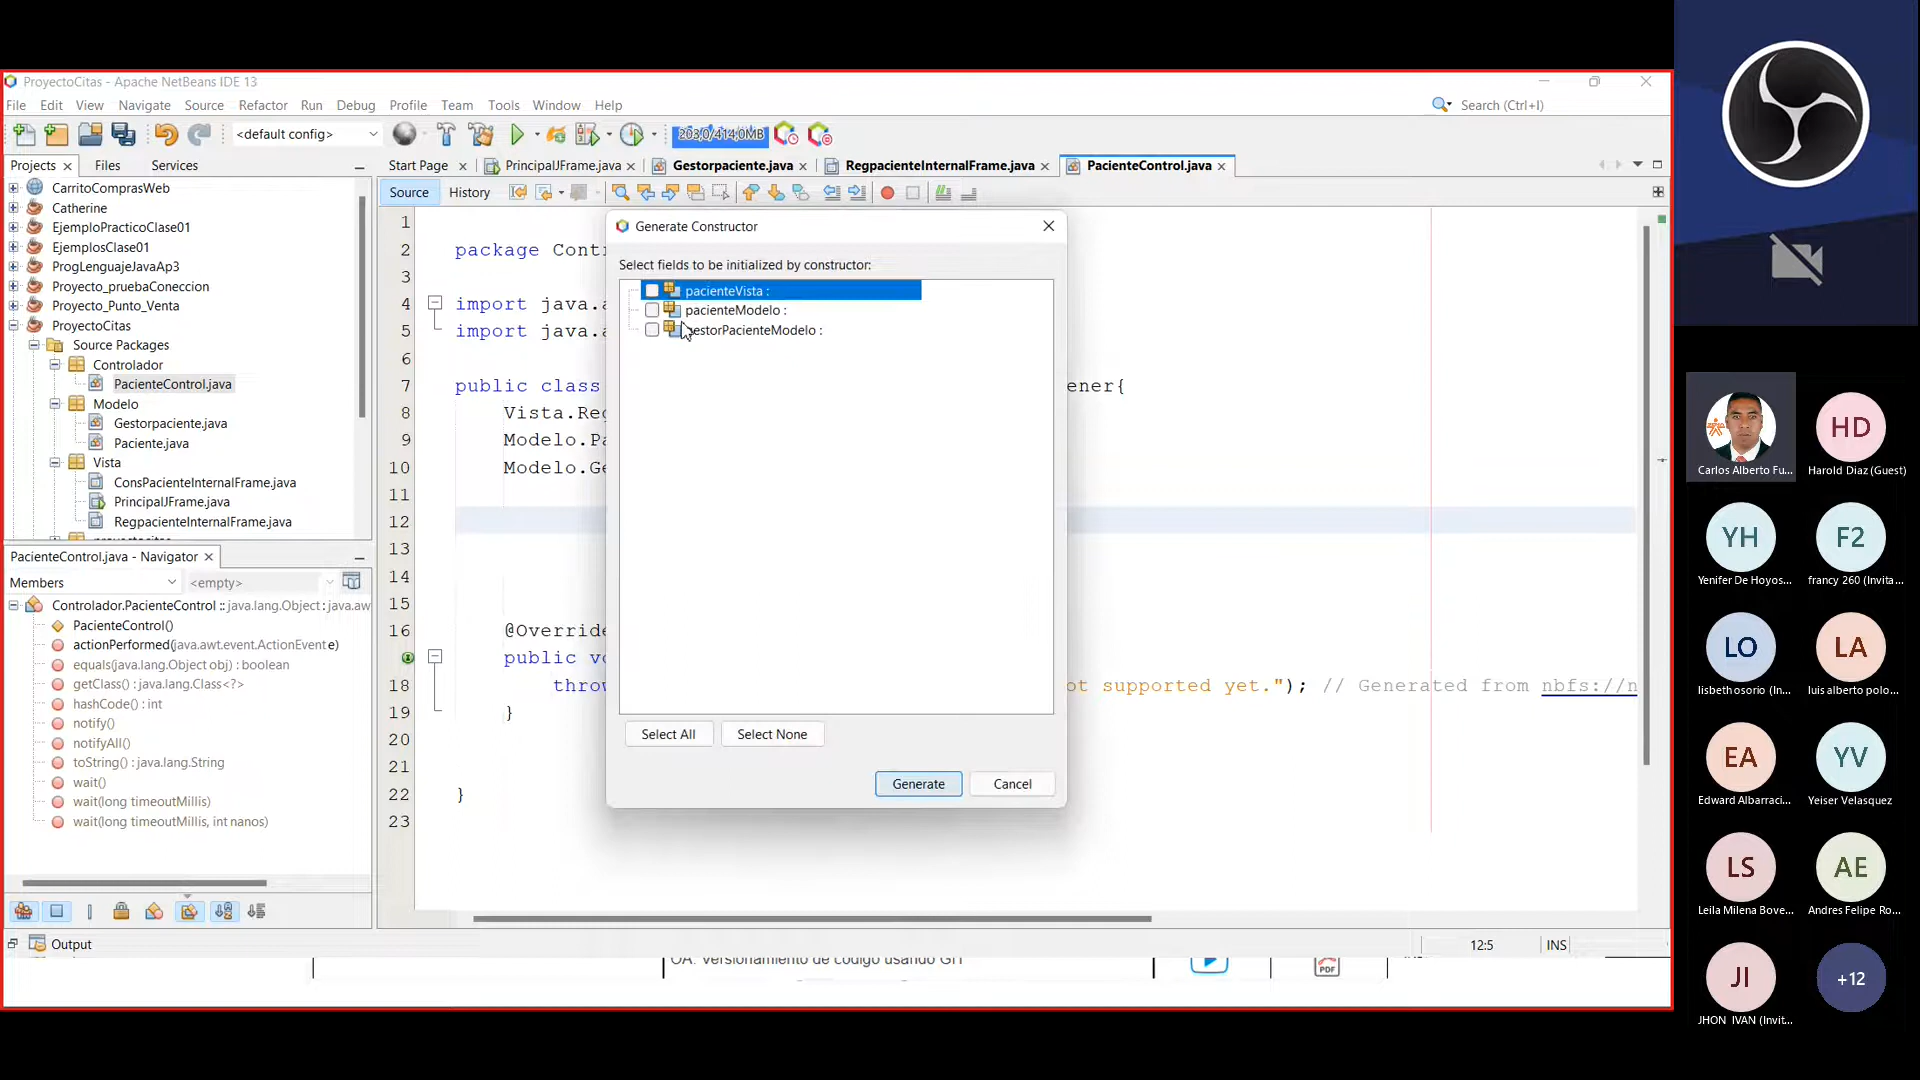 ProyectoCitas - Apache NetBeans IDE 13
File Edit View Navigate Source Refactor Run Debug Profile Team Tools Window Help
Search (Ctrl+I)
<default config>
203,0/414,0MB
Projects Files Services
Start Page PrincipalJFrame.java Gestorpaciente.java RegpacienteInternalFrame.java PacienteControl.java
Source History
CarritoComprasWeb
Catherine
EjemploPracticoClase01
EjemplosClase01
ProgLenguajeJavaAp3
Proyecto_pruebaConeccion
Proyecto_Punto_Venta
ProyectoCitas
Source Packages
Controlador
PacienteControl.java
Modelo
Gestorpaciente.java
Paciente.java
Vista
ConsPacienteInternalFrame.java
PrincipalJFrame.java
RegpacienteInternalFrame.java
PacienteControl.java - Navigator
Members <empty>
Controlador.PacienteControl :: java.lang.Object : java.aw
PacienteControl()
actionPerformed(java.awt.event.ActionEvent e)
equals(java.lang.Object obj) : boolean
getClass() : java.lang.Class<?>
hashCode() : int
notify()
notifyAll()
toString() : java.lang.String
wait()
wait(long timeoutMillis)
wait(long timeoutMillis, int nanos)
Output
1
2 package Cont
3
4 import java.a
5 import java.a
6
7 public class ener{
8 Vista.Re
9 Modelo.Pa
10 Modelo.Ge
11
12
13
14
15
16 @Override
public vo
18 throw ot supported yet."); // Generated from nbfs://n
19 }
20
21
22 }
23
Generate Constructor
Select fields to be initialized by constructor:
pacienteVista :
pacienteModelo :
gestorPacienteModelo :
Select All Select None
Generate Cancel
12:5 INS
OA. Versionamiento de código usando GIT
PDF
Carlos Alberto Fu...
HD
Harold Diaz (Guest)
YH
Yenifer De Hoyos...
F2
francy 260 (Invita...
LO
lisbeth osorio (In...
LA
luis alberto polo...
EA
Edward Albarraci...
YV
Yeiser Velasquez
LS
Leila Milena Bove...
AE
Andres Felipe Ro...
JI
JHON IVAN (Invit...
+12